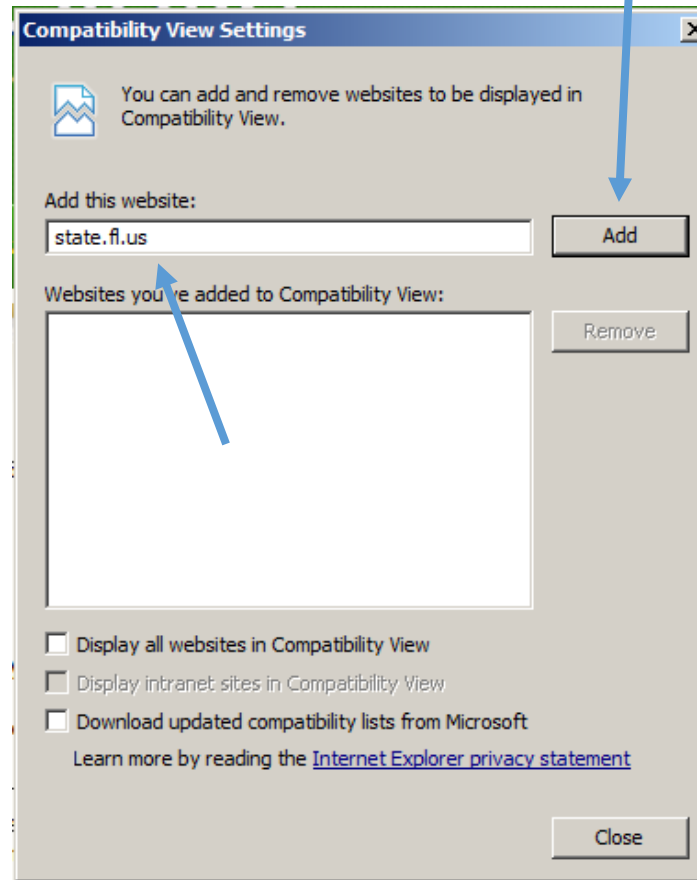 Compatibility View Settings
You can add and remove websites to be displayed in
Compatibility View.
Add this website:
state.fl.us
Add
Websites you've added to Compatibility View:
Remove
Display all websites in Compatibility View
Display intranet sites in Compatibility View
Download updated compatibility lists from Microsoft
Learn more by reading the Internet Explorer privacy statement
Close